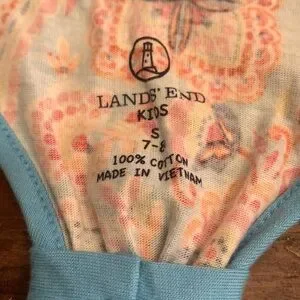 LANDS' END
KIDS
S
7-8
100% COTTON
MADE IN VIETNAM